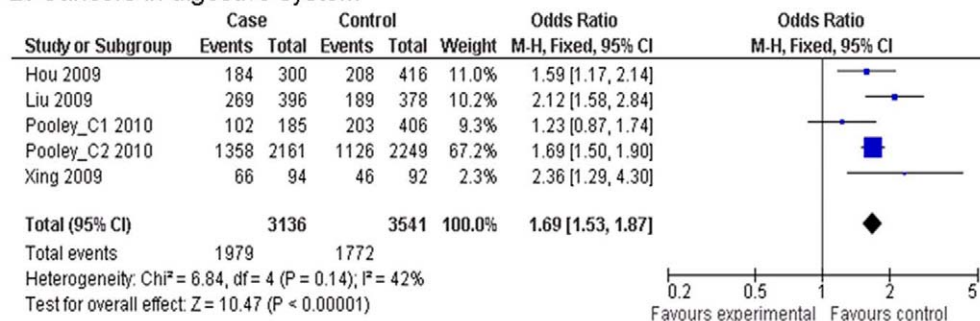 Case Control Odds Ratio Odds Ratio
Study or Subgroup Events Total Events Total Weight M-H, Fixed, 95% CI M-H, Fixed, 95% CI
Hou 2009 184 300 208 416 11.0% 1.59 [1.17, 2.14]
Liu 2009 269 396 189 378 10.2% 2.12 [1.58, 2.84]
Pooley_C1 2010 102 185 203 406 9.3% 1.23 [0.87, 1.74]
Pooley_C2 2010 1358 2161 1126 2249 67.2% 1.69 [1.50, 1.90]
Xing 2009 66 94 46 92 2.3% 2.36 [1.29, 4.30]
Total (95% CI) 3136 3541 100.0% 1.69 [1.53, 1.87]
Total events 1979 1772
Heterogeneity: Chi² = 6.84, df = 4 (P = 0.14); I² = 42%
Test for overall effect: Z = 10.47 (P < 0.00001)
0.2 0.5 1 2 5
Favours experimental Favours control